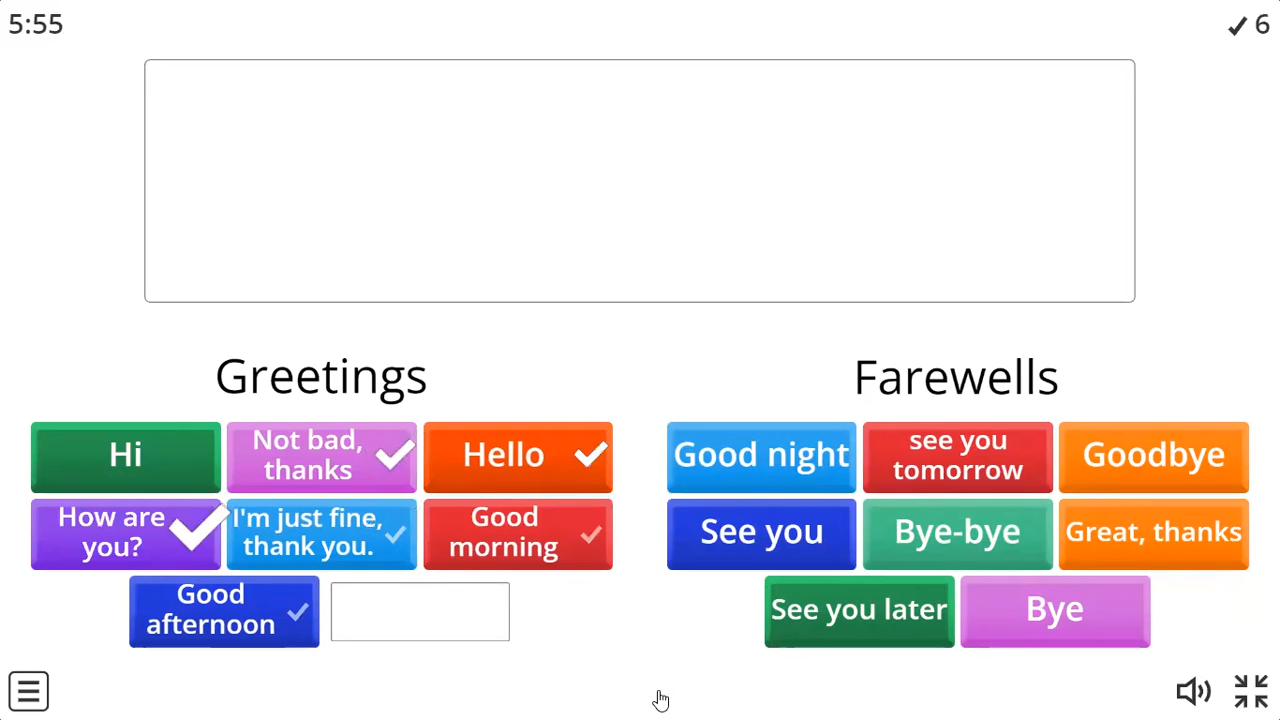 5:55
6
Greetings
Farewells
Hi
Not bad,
thanks
Hello
Good night
see you
tomorrow
Goodbye
How are
you?
I'm just fine,
thank you.
Good
morning
See you
Bye-bye
Great, thanks
Good
afternoon
See you later
Bye